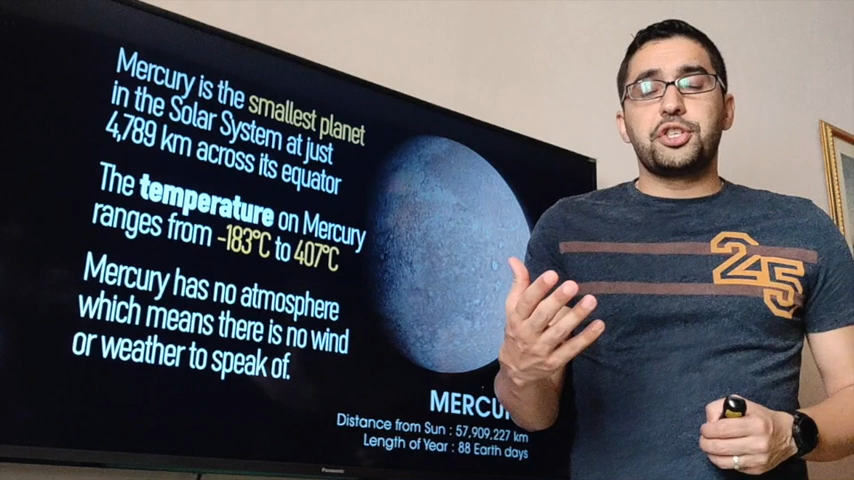 Mercury is the smallest planet
in the Solar System at just
4,789 km across its equator
The temperature on Mercury
ranges from -183°C to 407°C
Mercury has no atmosphere
which means there is no wind
or weather to speak of.
MERCU
Distance from Sun : 57,909,227 km
Length of Year : 88 Earth days
Panasonic
25